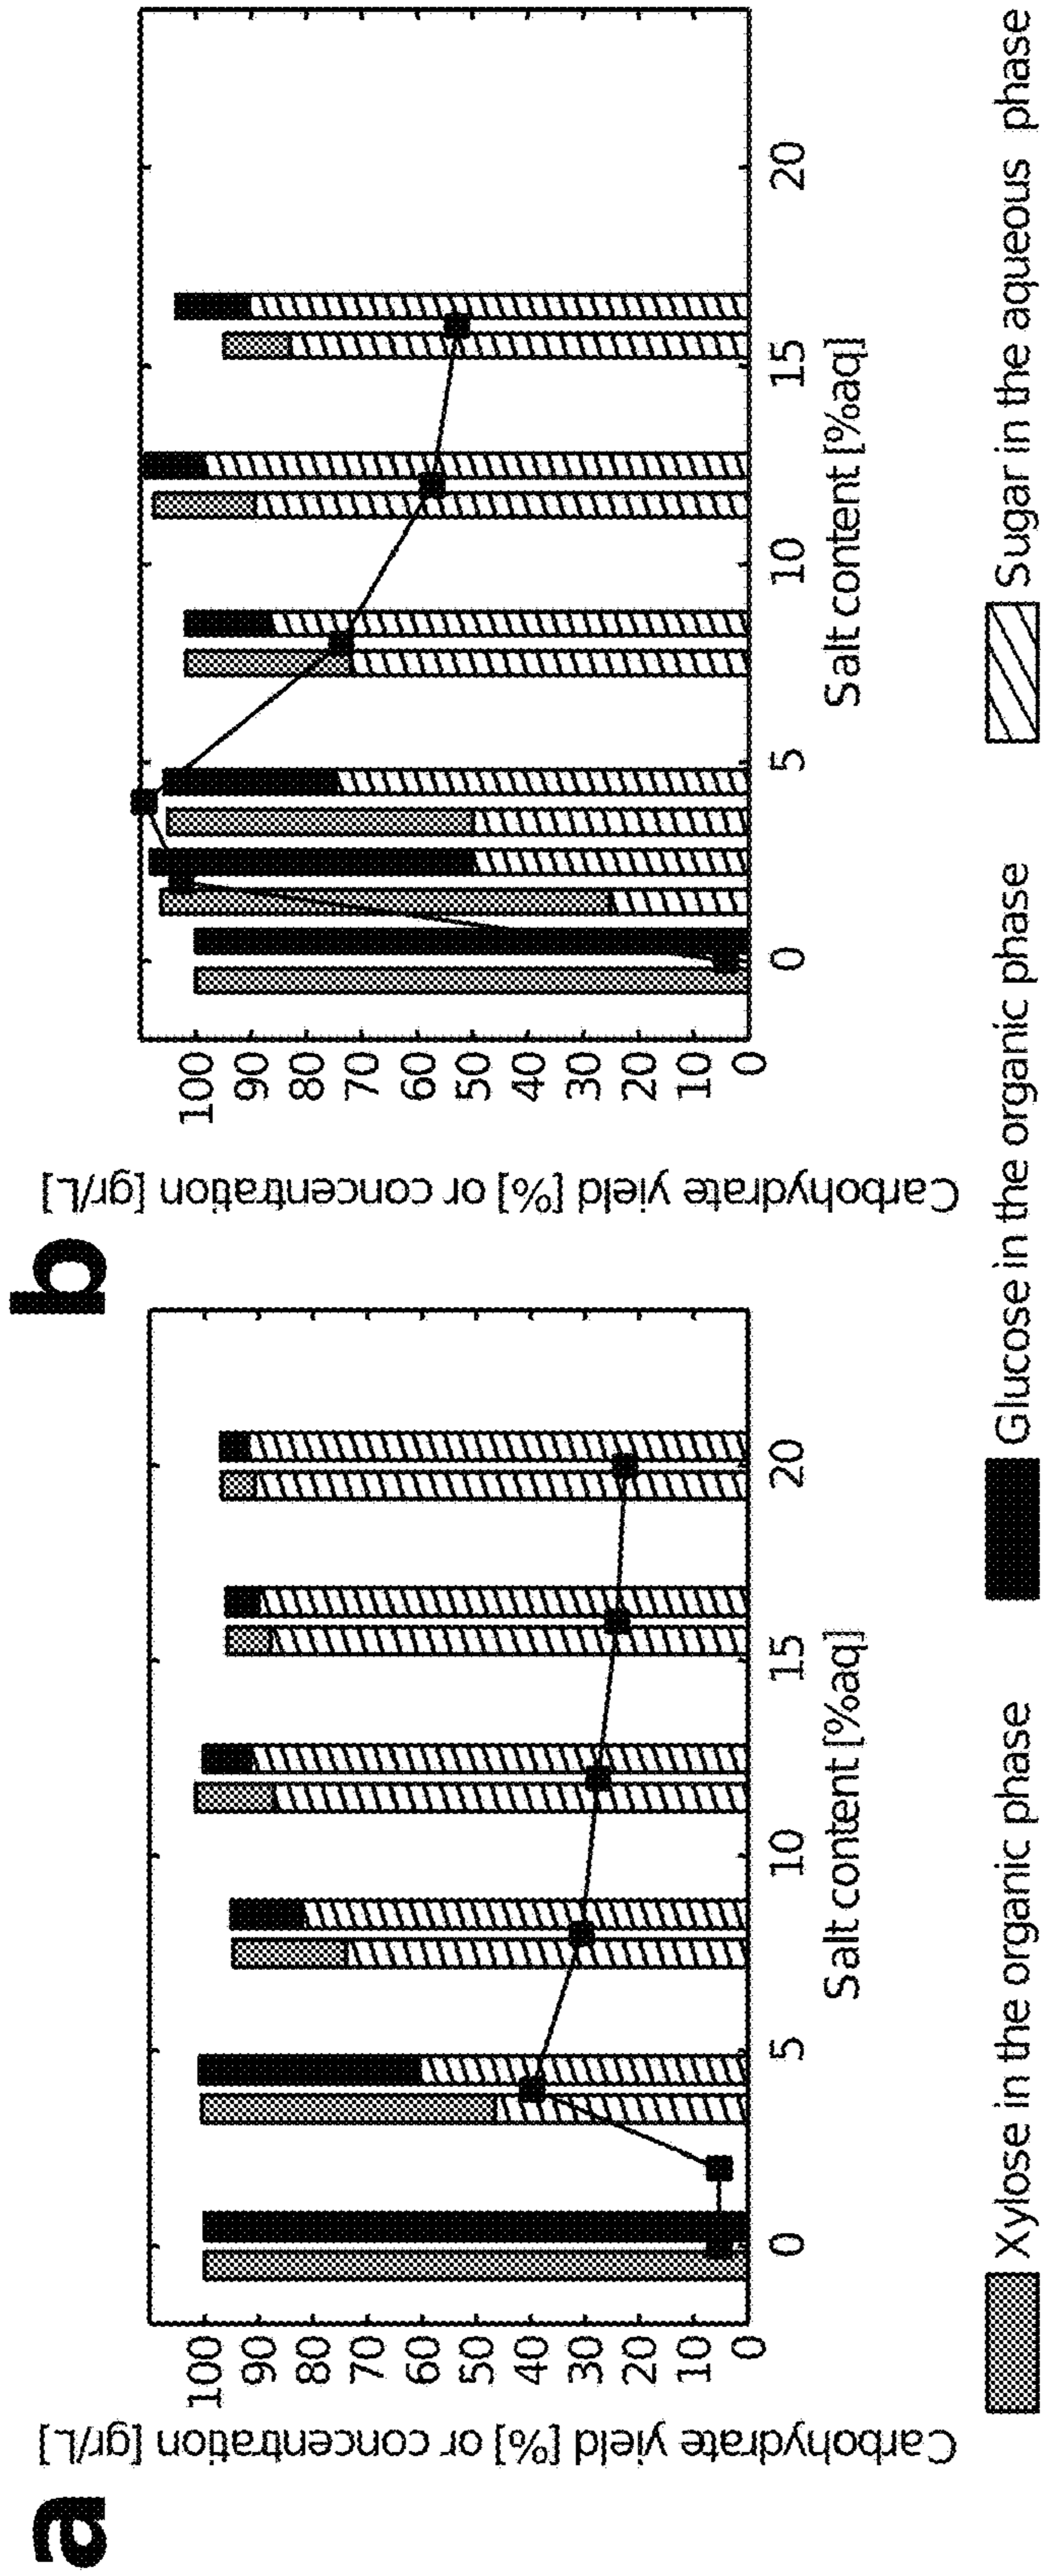 a
Carbohydrate yield [%] or concentration [gr/L]
100
90
80
70
60
50
40
30
20
10
0
0 5 10 15 20
Salt content [%aq]
b
Carbohydrate yield [%] or concentration [gr/L]
100
90
80
70
60
50
40
30
20
10
0
0 5 10 15 20
Salt content [%aq]
Xylose in the organic phase Glucose in the organic phase Sugar in the aqueous phase